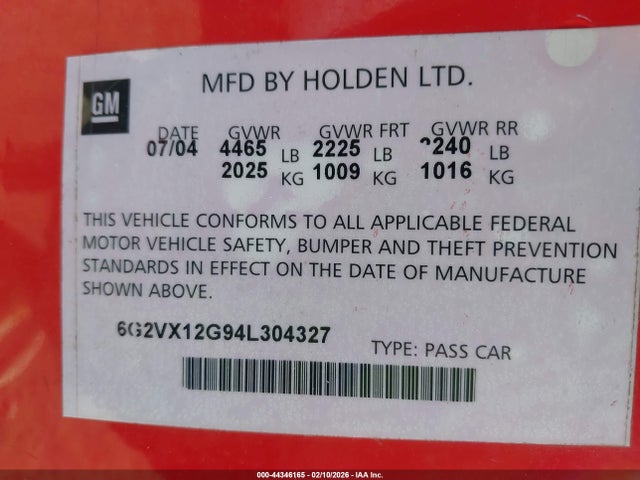 GM
MFD BY HOLDEN LTD.
DATE GVWR GVWR FRT GVWR RR
07/04 4465 LB 2225 LB 2240 LB
2025 KG 1009 KG 1016 KG
THIS VEHICLE CONFORMS TO ALL APPLICABLE FEDERAL
MOTOR VEHICLE SAFETY, BUMPER AND THEFT PREVENTION
STANDARDS IN EFFECT ON THE DATE OF MANUFACTURE
SHOWN ABOVE.
6G2VX12G94L304327
TYPE: PASS CAR
000-44346165 - 02/10/2026 - IAA Inc.